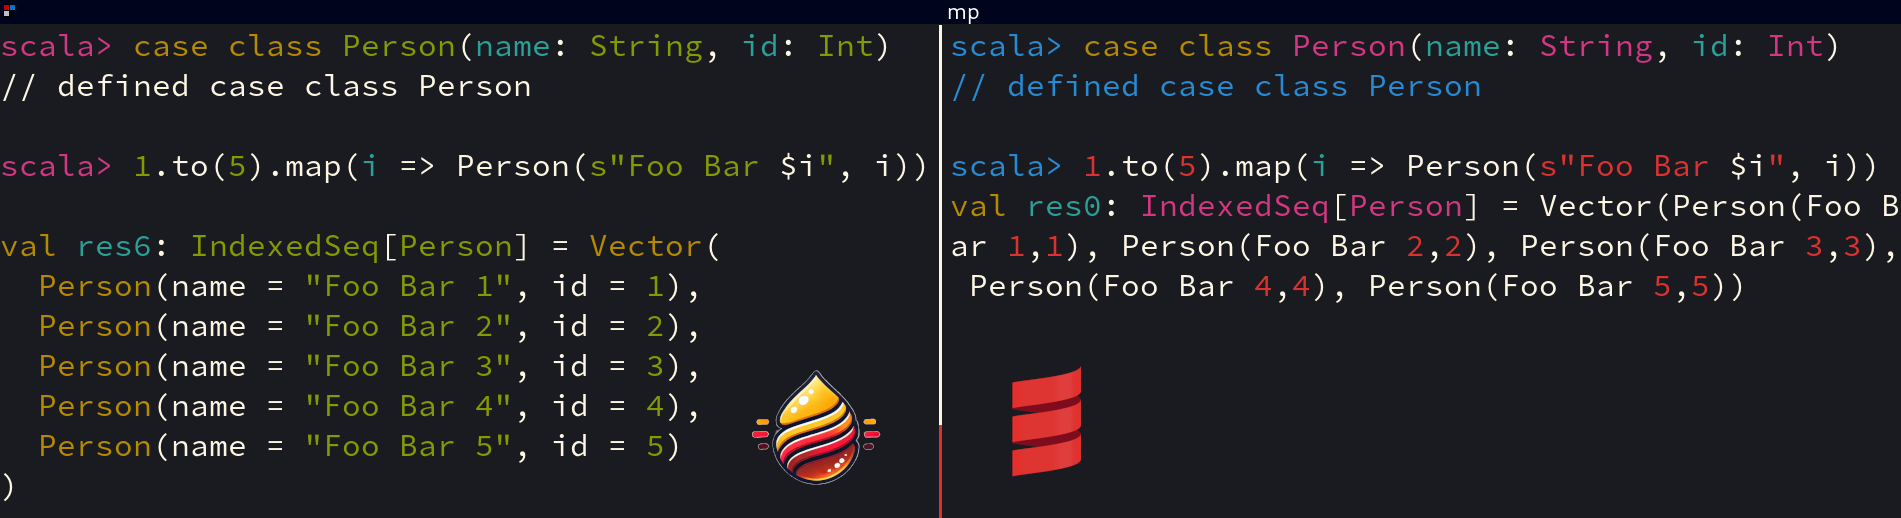 mp
scala> case class Person(name: String, id: Int)
// defined case class Person
scala> 1.to(5).map(i => Person(s"Foo Bar $i", i))
val res6: IndexedSeq[Person] = Vector(
  Person(name = "Foo Bar 1", id = 1),
  Person(name = "Foo Bar 2", id = 2),
  Person(name = "Foo Bar 3", id = 3),
  Person(name = "Foo Bar 4", id = 4),
  Person(name = "Foo Bar 5", id = 5)
)
scala> case class Person(name: String, id: Int)
// defined case class Person
scala> 1.to(5).map(i => Person(s"Foo Bar $i", i))
val res0: IndexedSeq[Person] = Vector(Person(Foo B
ar 1,1), Person(Foo Bar 2,2), Person(Foo Bar 3,3),
 Person(Foo Bar 4,4), Person(Foo Bar 5,5))